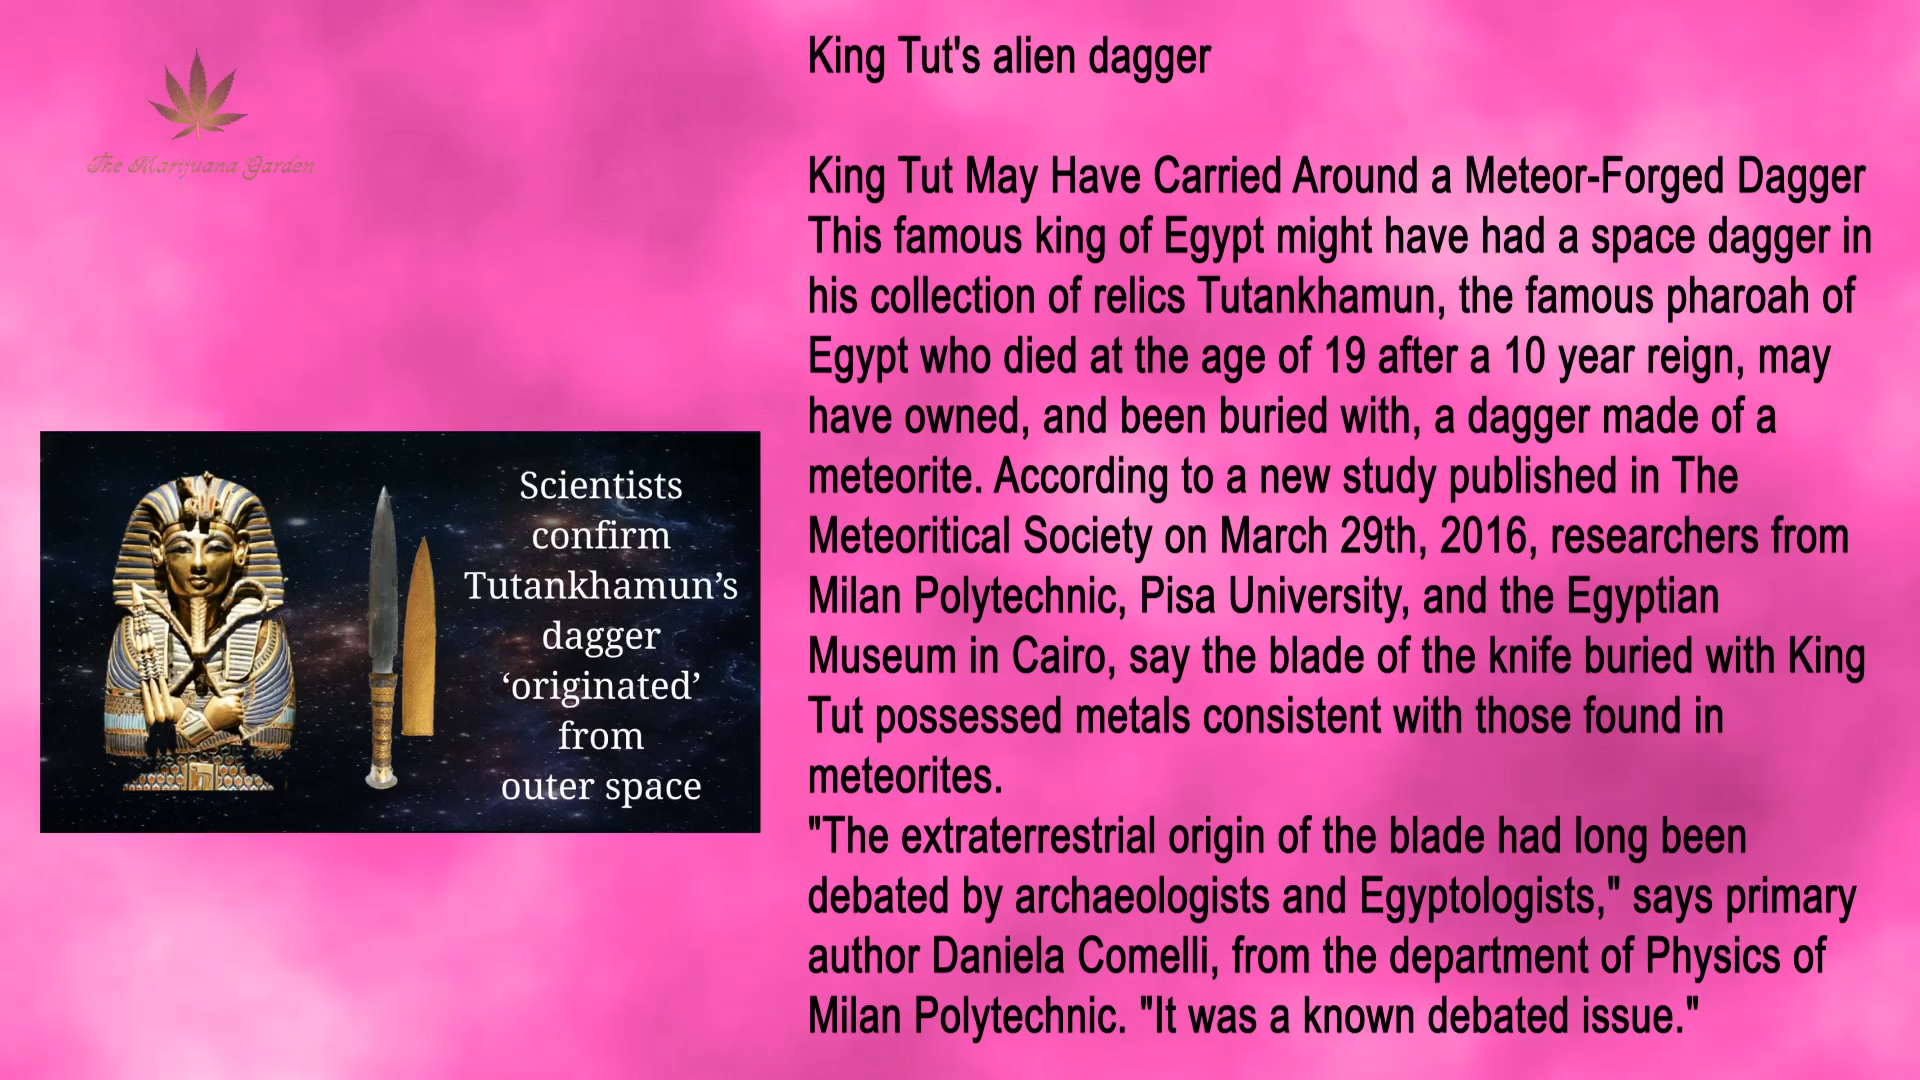 The Marijuana Garden
King Tut's alien dagger
King Tut May Have Carried Around a Meteor-Forged Dagger
This famous king of Egypt might have had a space dagger in
his collection of relics Tutankhamun, the famous pharoah of
Egypt who died at the age of 19 after a 10 year reign, may
have owned, and been buried with, a dagger made of a
meteorite. According to a new study published in The
Meteoritical Society on March 29th, 2016, researchers from
Milan Polytechnic, Pisa University, and the Egyptian
Museum in Cairo, say the blade of the knife buried with King
Tut possessed metals consistent with those found in
meteorites.
"The extraterrestrial origin of the blade had long been
debated by archaeologists and Egyptologists," says primary
author Daniela Comelli, from the department of Physics of
Milan Polytechnic. "It was a known debated issue."
Scientists
confirm
Tutankhamun’s
dagger
‘originated’
from
outer space